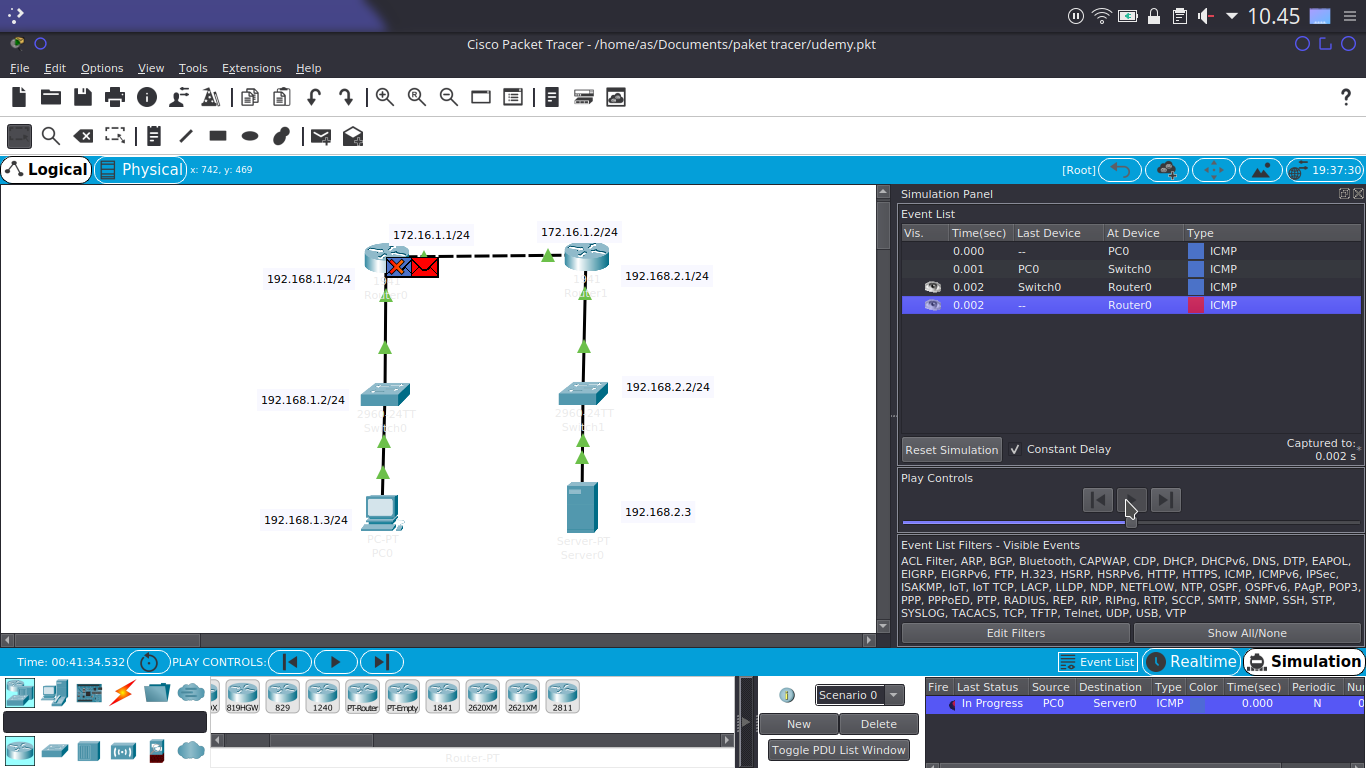 10.45
Cisco Packet Tracer - /home/as/Documents/paket tracer/udemy.pkt
File Edit Options View Tools Extensions Help
?
Logical Physical x: 742, y: 469 [Root] 19:37:30
172.16.1.1/24
172.16.1.2/24
192.168.1.1/24
192.168.2.1/24
Router0
Router1
192.168.1.2/24
192.168.2.2/24
Switch0
Switch1
192.168.1.3/24
192.168.2.3
PC-PT
PC0
Server-PT
Server0
Simulation Panel
Event List
Vis. Time(sec) Last Device At Device Type
0.000 -- PC0 ICMP
0.001 PC0 Switch0 ICMP
0.002 Switch0 Router0 ICMP
0.002 -- Router0 ICMP
Reset Simulation Constant Delay Captured to:
0.002 s
Play Controls
Event List Filters - Visible Events
ACL Filter, ARP, BGP, Bluetooth, CAPWAP, CDP, DHCP, DHCPv6, DNS, DTP, EAPOL,
EIGRP, EIGRPv6, FTP, H.323, HSRP, HSRPv6, HTTP, HTTPS, ICMP, ICMPv6, IPSec,
ISAKMP, IoT, IoT TCP, LACP, LLDP, NDP, NETFLOW, NTP, OSPF, OSPFv6, PAgP, POP3,
PPP, PPPoED, PTP, RADIUS, REP, RIP, RIPng, RTP, SCCP, SMTP, SNMP, SSH, STP,
SYSLOG, TACACS, TCP, TFTP, Telnet, UDP, USB, VTP
Edit Filters Show All/None
Time: 00:41:34.532 PLAY CONTROLS: Event List Realtime Simulation
819HGW 829 1240 PT-Router PT-Empty 1841 2620XM 2621XM 2811
Router-PT
Scenario 0
New Delete
Toggle PDU List Window
Fire Last Status Source Destination Type Color Time(sec) Periodic
In Progress PC0 Server0 ICMP 0.000 N